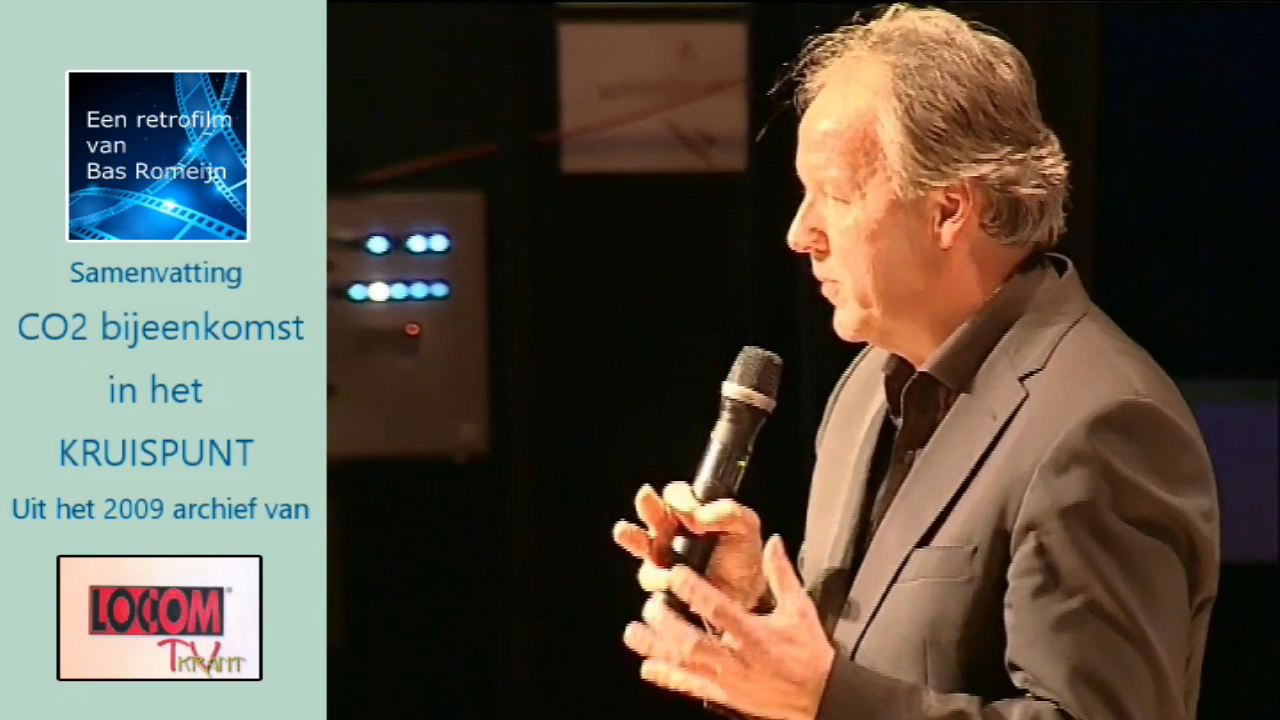 Een retrofilm
van
Bas Romeijn
Samenvatting
CO2 bijeenkomst
in het
KRUISPUNT
Uit het 2009 archief van
LOCOM
TV
KRANT